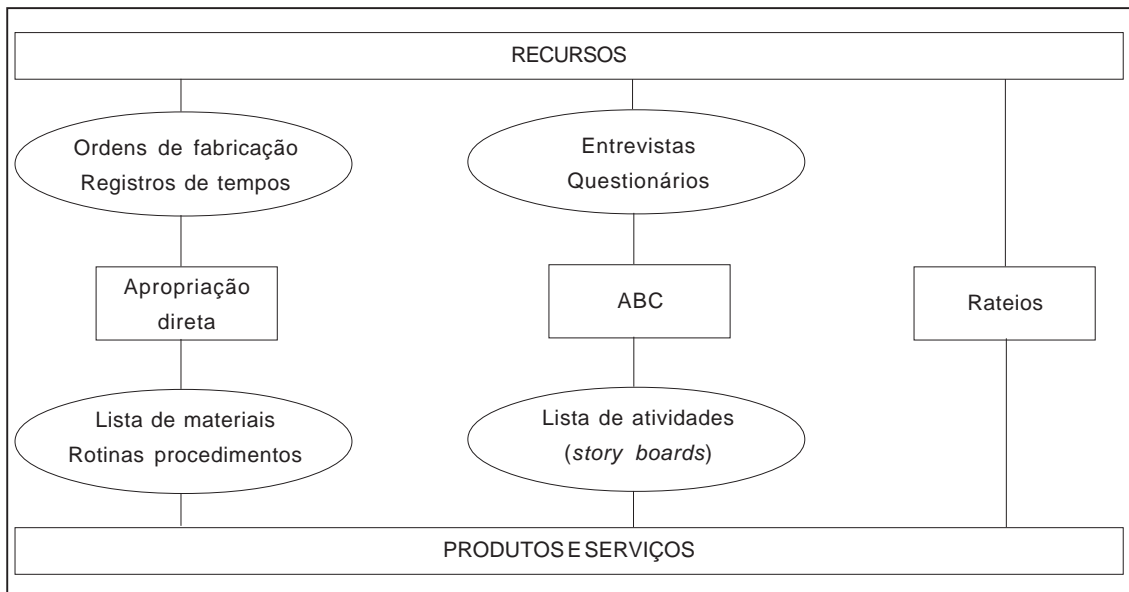 RECURSOS
Ordens de fabricação
Registros de tempos
Entrevistas
Questionários
Apropriação
direta
ABC
Rateios
Lista de materiais
Rotinas procedimentos
Lista de atividades
(story boards)
PRODUTOS E SERVIÇOS